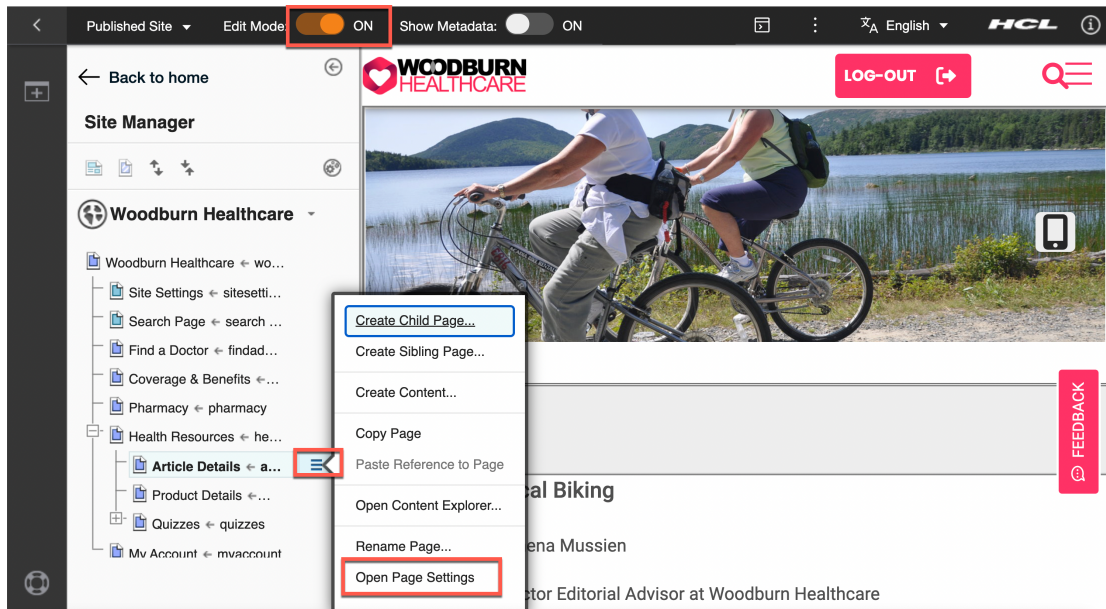 Published Site
Edit Mode:
ON
Show Metadata:
ON
English
HCL
Back to home
WOODBURN
HEALTHCARE
LOG-OUT
Site Manager
Woodburn Healthcare
Woodburn Healthcare ← wo...
Site Settings ← sitesetti...
Search Page ← search ...
Find a Doctor ← findad...
Coverage & Benefits ←...
Pharmacy ← pharmacy
Health Resources ← he...
Article Details ← a...
Product Details ←...
Quizzes ← quizzes
My Account ← myaccount
Create Child Page...
Create Sibling Page...
Create Content...
Copy Page
Paste Reference to Page
Open Content Explorer...
Rename Page...
Open Page Settings
FEEDBACK
cal Biking
ena Mussien
ctor Editorial Advisor at Woodburn Healthcare